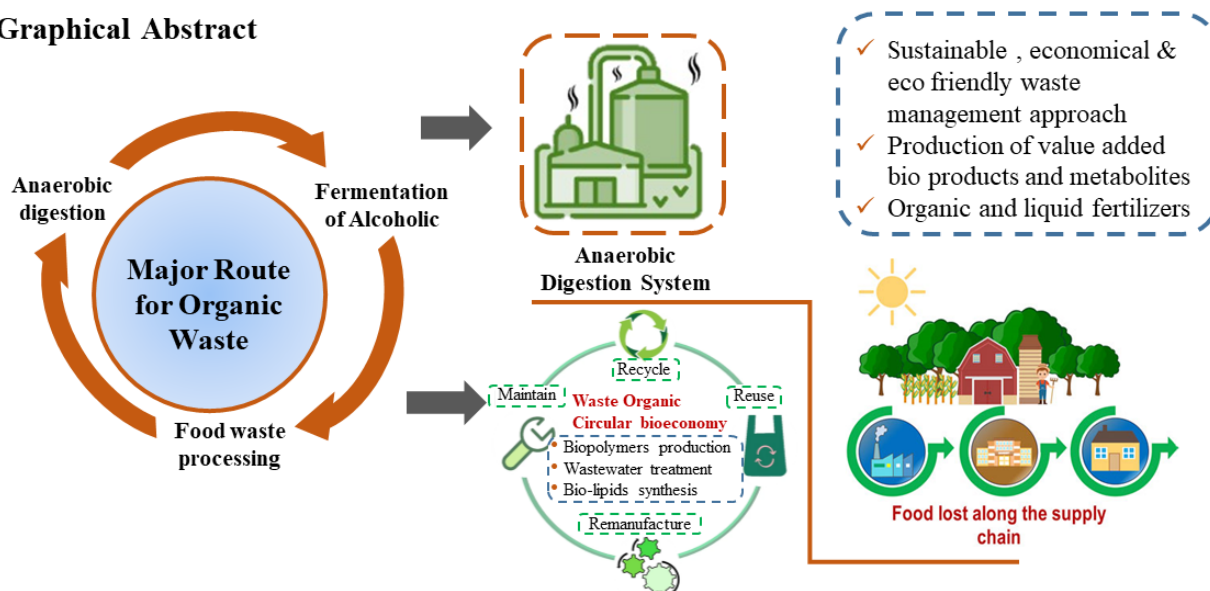 Graphical Abstract
Anaerobic
digestion
Fermentation
of Alcoholic
Major Route
for Organic
Waste
Food waste
processing
Anaerobic
Digestion System
✓ Sustainable , economical &
eco friendly waste
management approach
✓ Production of value added
bio products and metabolites
✓ Organic and liquid fertilizers
Recycle
Maintain
Reuse
Waste Organic
Circular bioeconomy
• Biopolymers production
• Wastewater treatment
• Bio-lipids synthesis
Remanufacture
Food lost along the supply
chain